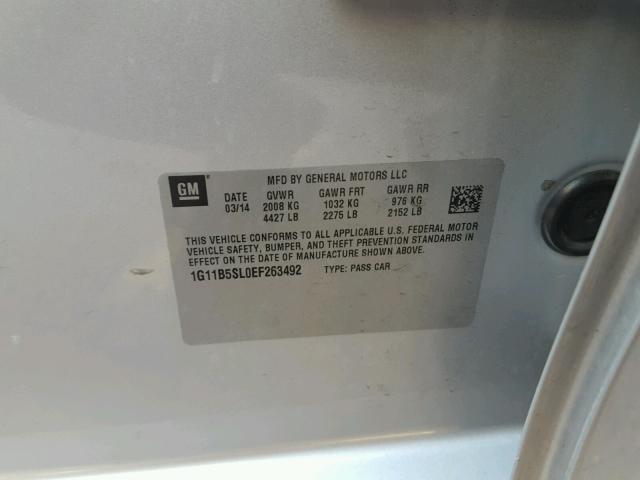 MFD BY GENERAL MOTORS LLC
GM
DATE GVWR GAWR FRT GAWR RR
03/14 2008 KG 1032 KG 976 KG
4427 LB 2275 LB 2152 LB
THIS VEHICLE CONFORMS TO ALL APPLICABLE U.S. FEDERAL MOTOR
VEHICLE SAFETY, BUMPER, AND THEFT PREVENTION STANDARDS IN
EFFECT ON THE DATE OF MANUFACTURE SHOWN ABOVE.
1G11B5SL0EF263492 TYPE: PASS CAR